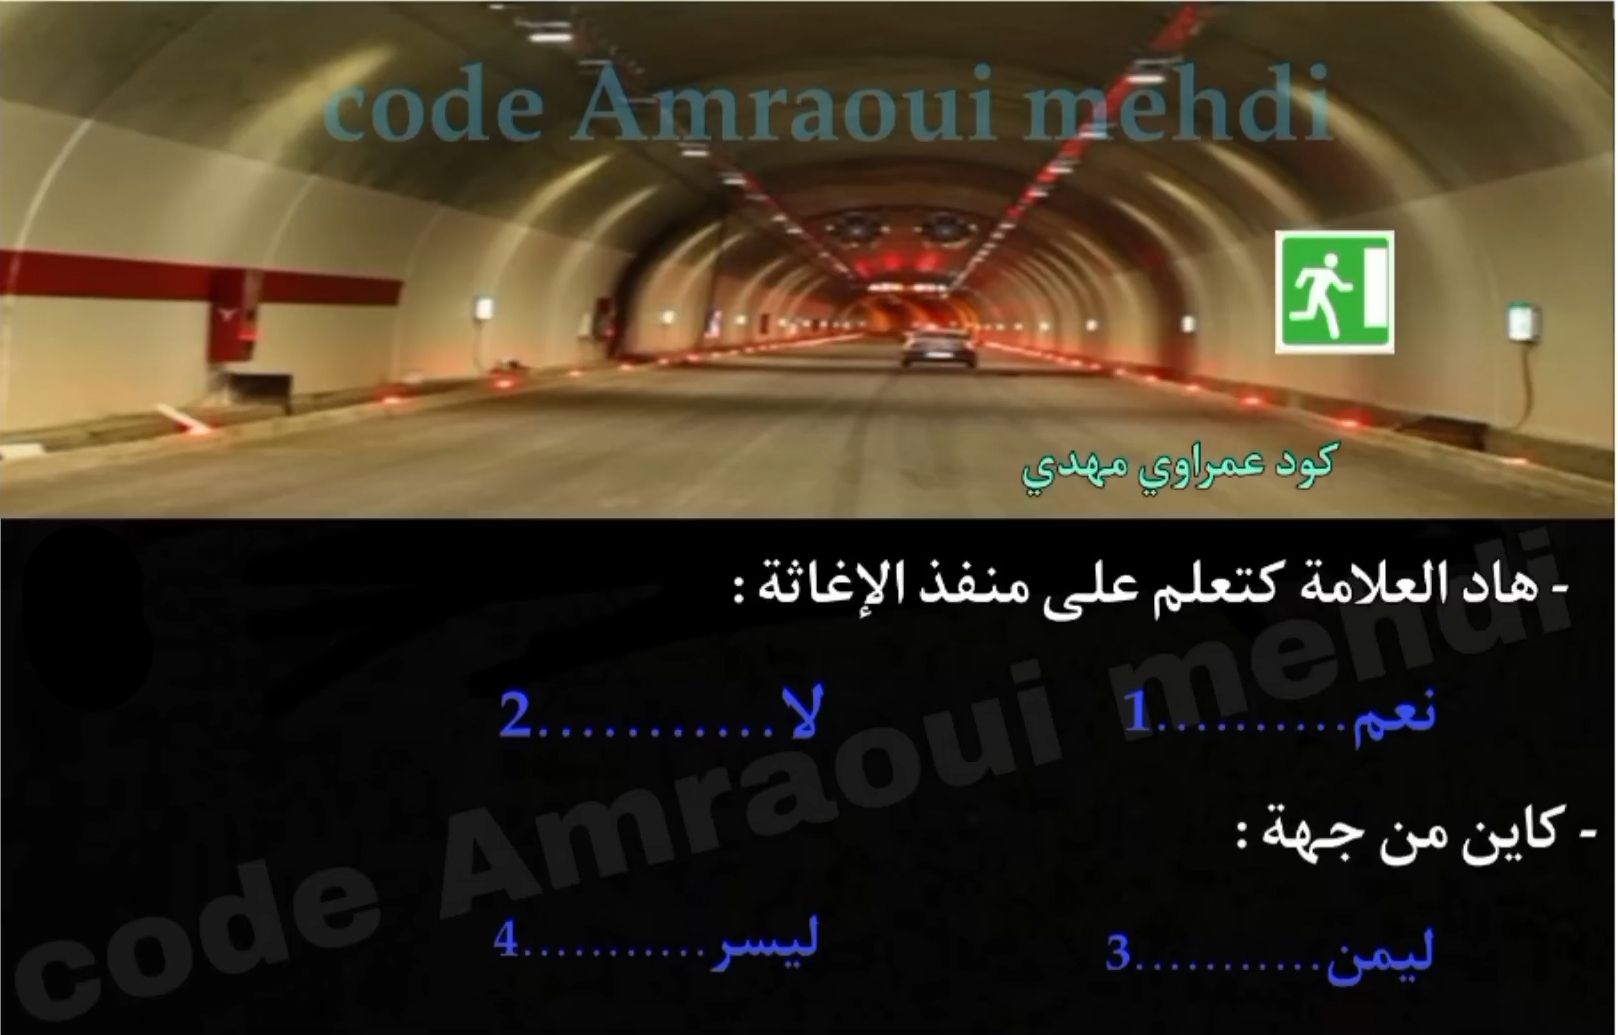 code Amraoui mehdi
كود عمراوي مهدي
- هاد العلامة كتعلم على منفذ الإغاثة :
نعم..........1 لا...........2
- كاين من جهة :
ليمن...........3 ليسر...........4
code Amraoui mehdi